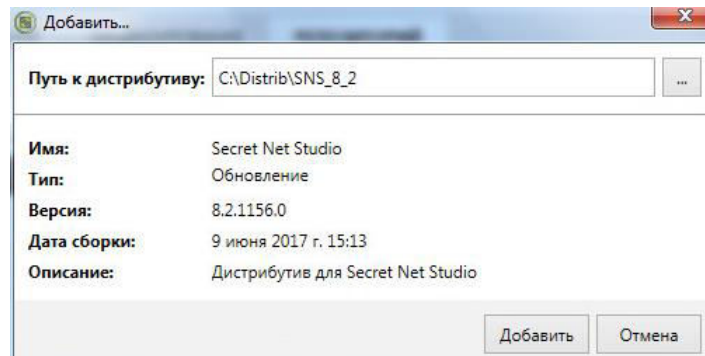 Добавить...
Путь к дистрибутиву: C:\Distrib\SNS_8_2 ...
Имя: Secret Net Studio
Тип: Обновление
Версия: 8.2.1156.0
Дата сборки: 9 июня 2017 г. 15:13
Описание: Дистрибутив для Secret Net Studio
Добавить Отмена